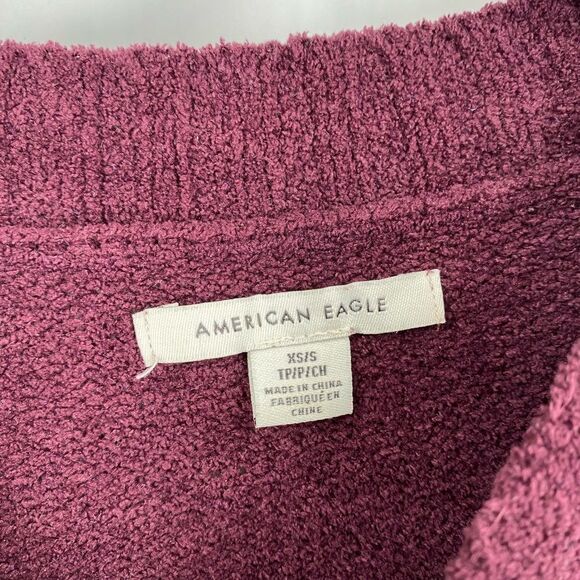 AMERICAN EAGLE
XS/S
TP/P/CH
MADE IN CHINA
FABRIQUÉ EN
CHINE